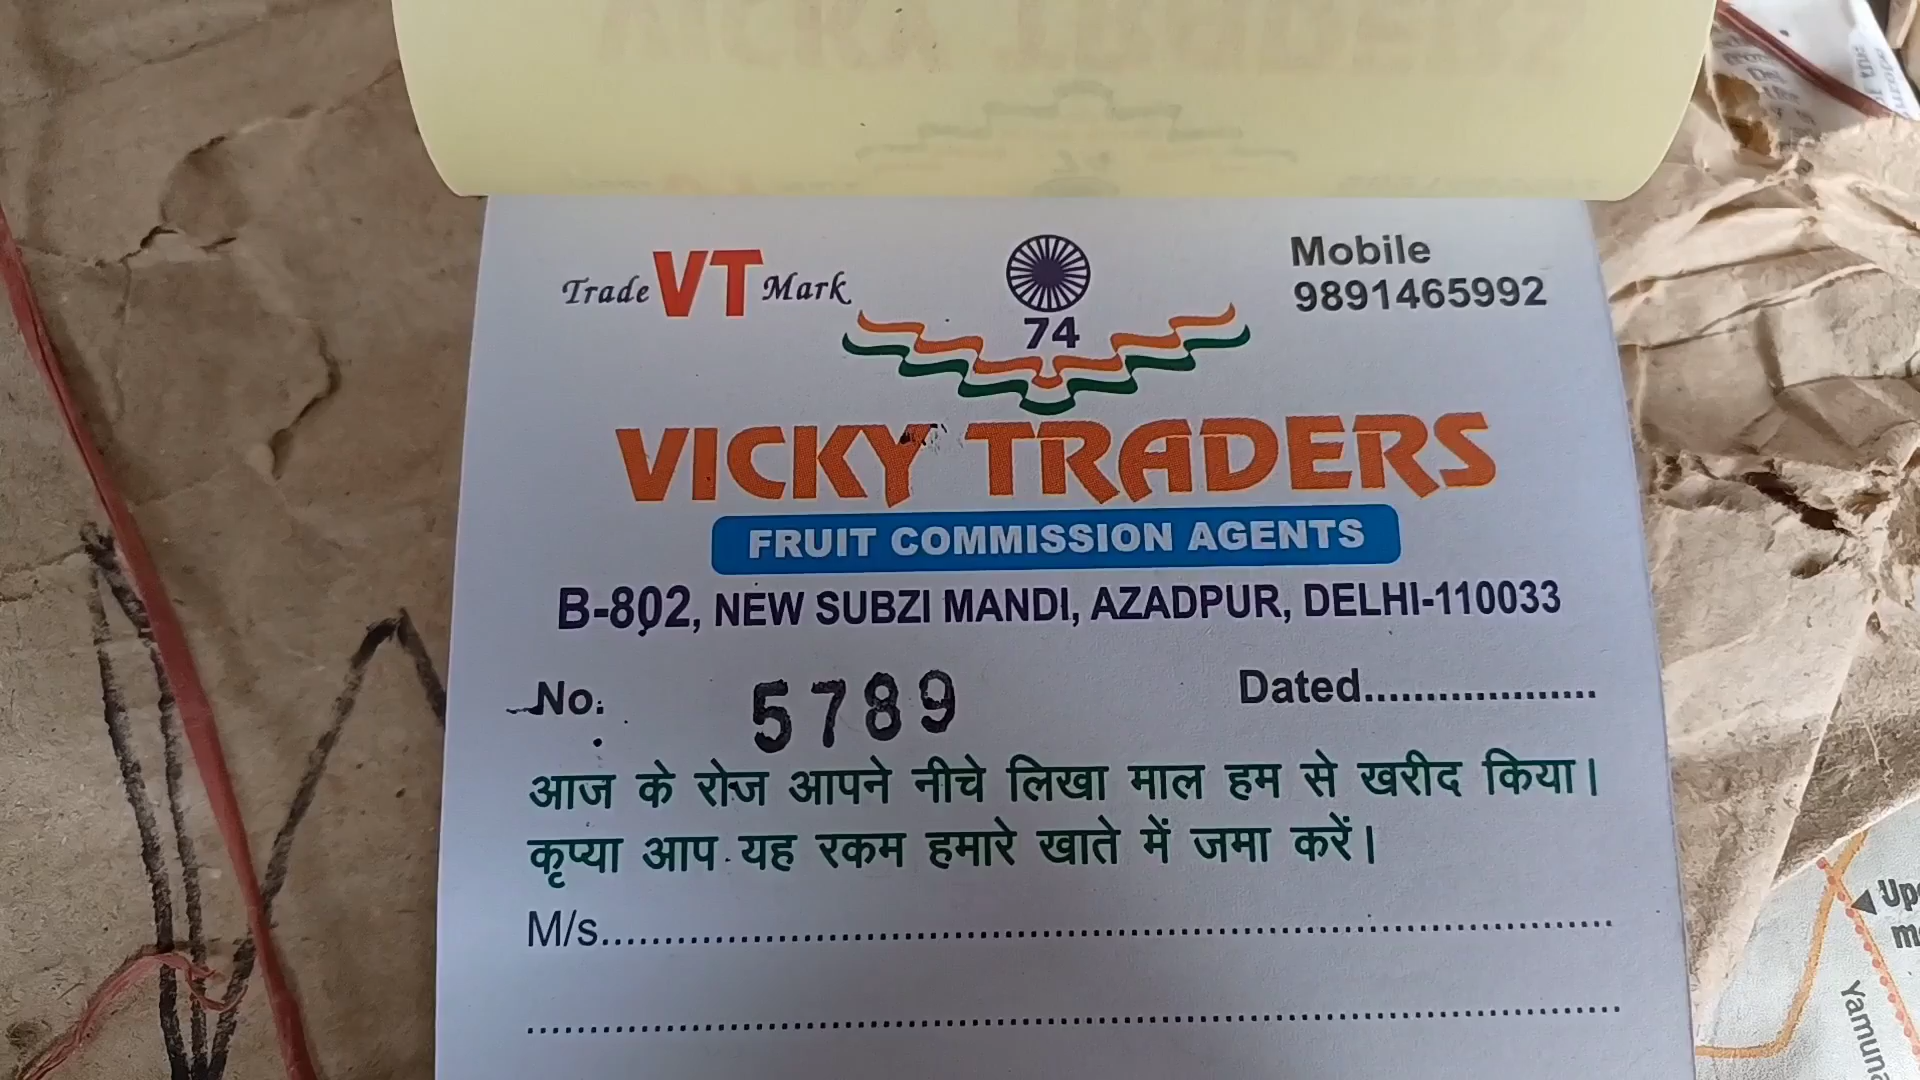 Trade VT Mark
Mobile
9891465992
74
VICKY TRADERS
FRUIT COMMISSION AGENTS
B-802, NEW SUBZI MANDI, AZADPUR, DELHI-110033
No. 5789 Dated...................
आज के रोज आपने नीचे लिखा माल हम से खरीद किया।
कृप्या आप यह रकम हमारे खाते में जमा करें।
M/s.